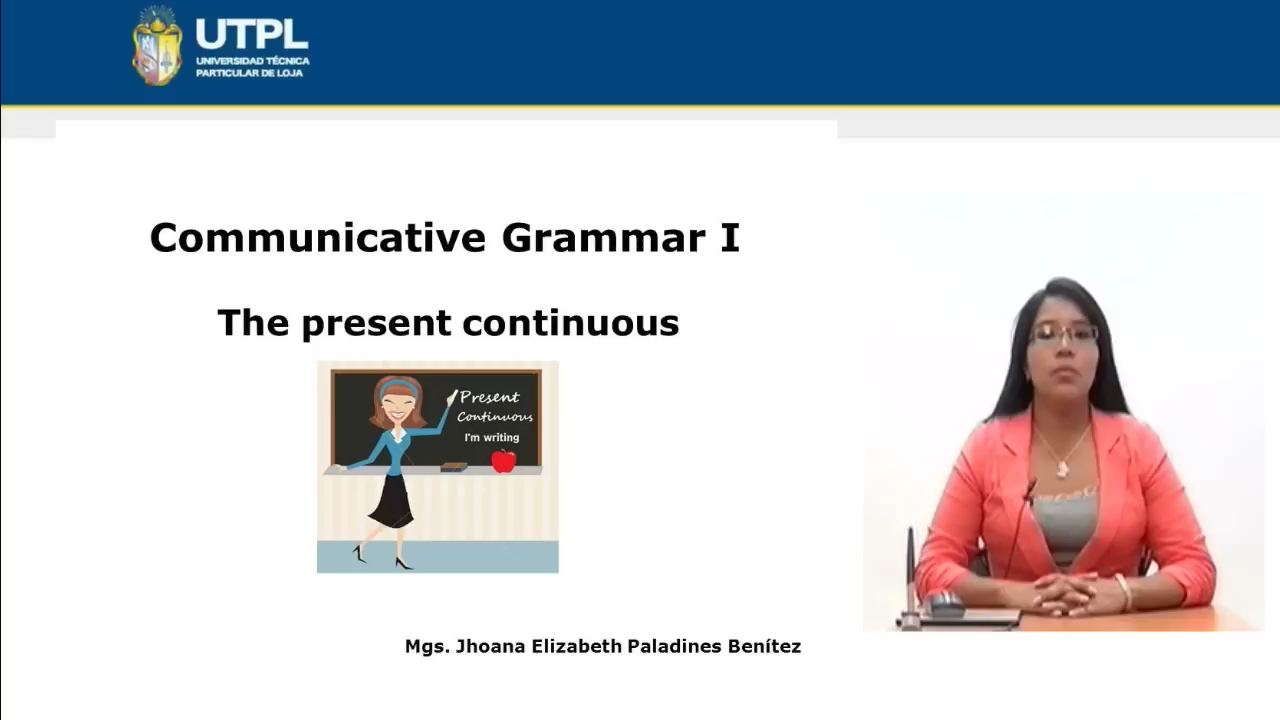 UTPL
UNIVERSIDAD TÉCNICA
PARTICULAR DE LOJA
Communicative Grammar I
The present continuous
Present
Continuous
I'm writing
Mgs. Jhoana Elizabeth Paladines Benítez